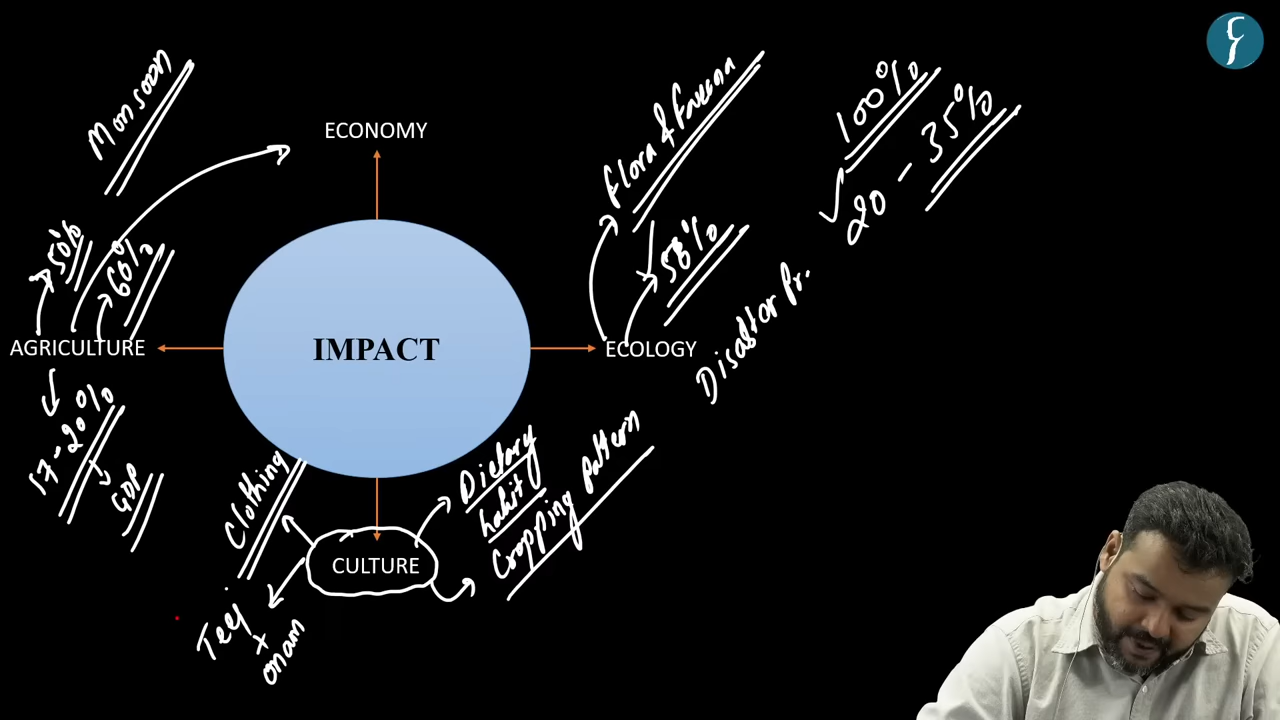 Monsoon
ECONOMY
Flora & Fauna
100%
20 - 35%
50%
60%
58%
AGRICULTURE
IMPACT
ECOLOGY
Disastor Pr.
17-20%
GDP
Clothing
Dietary
habit
Cropping pattern
CULTURE
Teej
+
onam